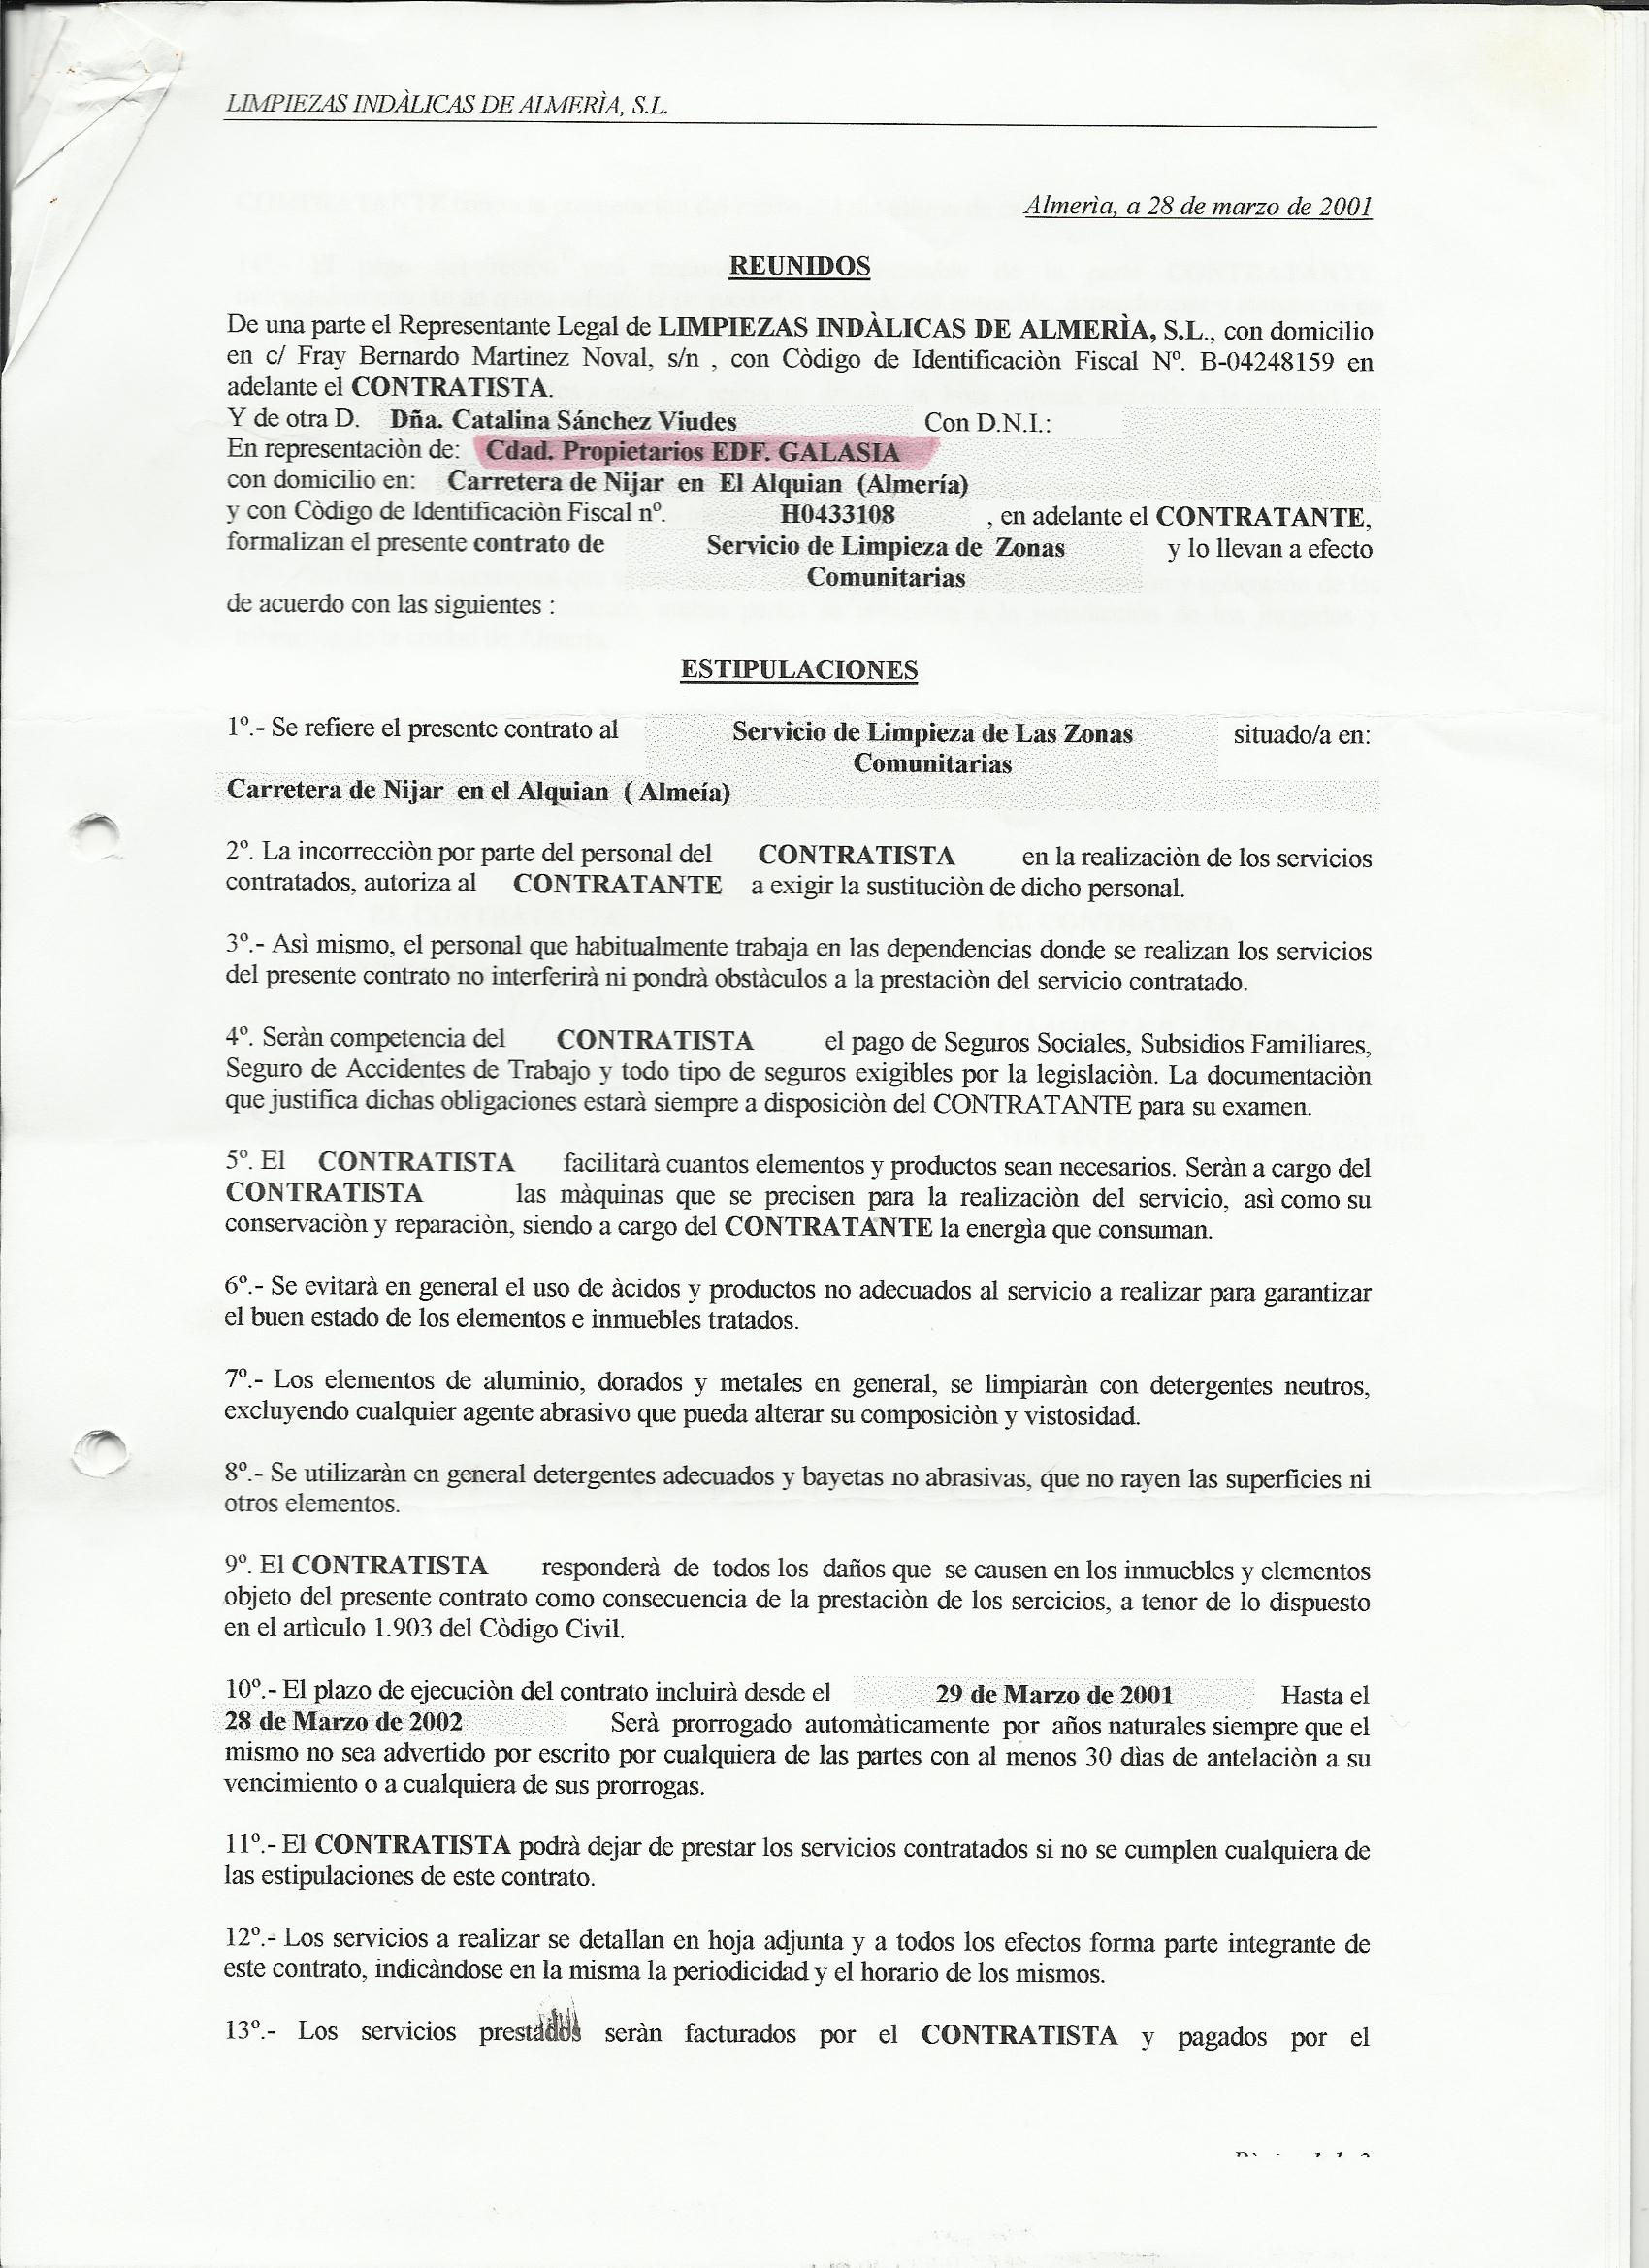 LIMPIEZAS INDÀLICAS DE ALMERÌA, S.L.
Almerìa, a 28 de marzo de 2001
REUNIDOS
De una parte el Representante Legal de LIMPIEZAS INDÀLICAS DE ALMERÌA, S.L., con domicilio
en c/ Fray Bernardo Martinez Noval, s/n , con Còdigo de Identificaciòn Fiscal Nº. B-04248159 en
adelante el CONTRATISTA.
Y de otra D. Dña. Catalina Sánchez Viudes Con D.N.I.:
En representaciòn de: Cdad. Propietarios EDF. GALASIA
con domicilio en: Carretera de Nijar en El Alquian (Almería)
y con Còdigo de Identificaciòn Fiscal nº. H0433108 , en adelante el CONTRATANTE,
formalizan el presente contrato de Servicio de Limpieza de Zonas y lo llevan a efecto
Comunitarias
de acuerdo con las siguientes :
ESTIPULACIONES
1º.- Se refiere el presente contrato al Servicio de Limpieza de Las Zonas situado/a en:
Comunitarias
Carretera de Nijar en el Alquian ( Almeía)
2º. La incorrecciòn por parte del personal del CONTRATISTA en la realizaciòn de los servicios
contratados, autoriza al CONTRATANTE a exigir la sustituciòn de dicho personal.
3º.- Asì mismo, el personal que habitualmente trabaja en las dependencias donde se realizan los servicios
del presente contrato no interferirà ni pondrà obstàculos a la prestaciòn del servicio contratado.
4º. Seràn competencia del CONTRATISTA el pago de Seguros Sociales, Subsidios Familiares,
Seguro de Accidentes de Trabajo y todo tipo de seguros exigibles por la legislaciòn. La documentaciòn
que justifica dichas obligaciones estarà siempre a disposiciòn del CONTRATANTE para su examen.
5º. El CONTRATISTA facilitarà cuantos elementos y productos sean necesarios. Seràn a cargo del
CONTRATISTA las màquinas que se precisen para la realizaciòn del servicio, asì como su
conservaciòn y reparaciòn, siendo a cargo del CONTRATANTE la energìa que consuman.
6º.- Se evitarà en general el uso de àcidos y productos no adecuados al servicio a realizar para garantizar
el buen estado de los elementos e inmuebles tratados.
7º.- Los elementos de aluminio, dorados y metales en general, se limpiaràn con detergentes neutros,
excluyendo cualquier agente abrasivo que pueda alterar su composiciòn y vistosidad.
8º.- Se utilizaràn en general detergentes adecuados y bayetas no abrasivas, que no rayen las superficies ni
otros elementos.
9º. El CONTRATISTA responderà de todos los daños que se causen en los inmuebles y elementos
objeto del presente contrato como consecuencia de la prestaciòn de los sercicios, a tenor de lo dispuesto
en el artìculo 1.903 del Còdigo Civil.
10º.- El plazo de ejecuciòn del contrato incluirà desde el 29 de Marzo de 2001 Hasta el
28 de Marzo de 2002 Serà prorrogado automàticamente por años naturales siempre que el
mismo no sea advertido por escrito por cualquiera de las partes con al menos 30 dìas de antelaciòn a su
vencimiento o a cualquiera de sus prorrogas.
11º.- El CONTRATISTA podrà dejar de prestar los servicios contratados si no se cumplen cualquiera de
las estipulaciones de este contrato.
12º.- Los servicios a realizar se detallan en hoja adjunta y a todos los efectos forma parte integrante de
este contrato, indicàndose en la misma la periodicidad y el horario de los mismos.
13º.- Los servicios prestados seràn facturados por el CONTRATISTA y pagados por el